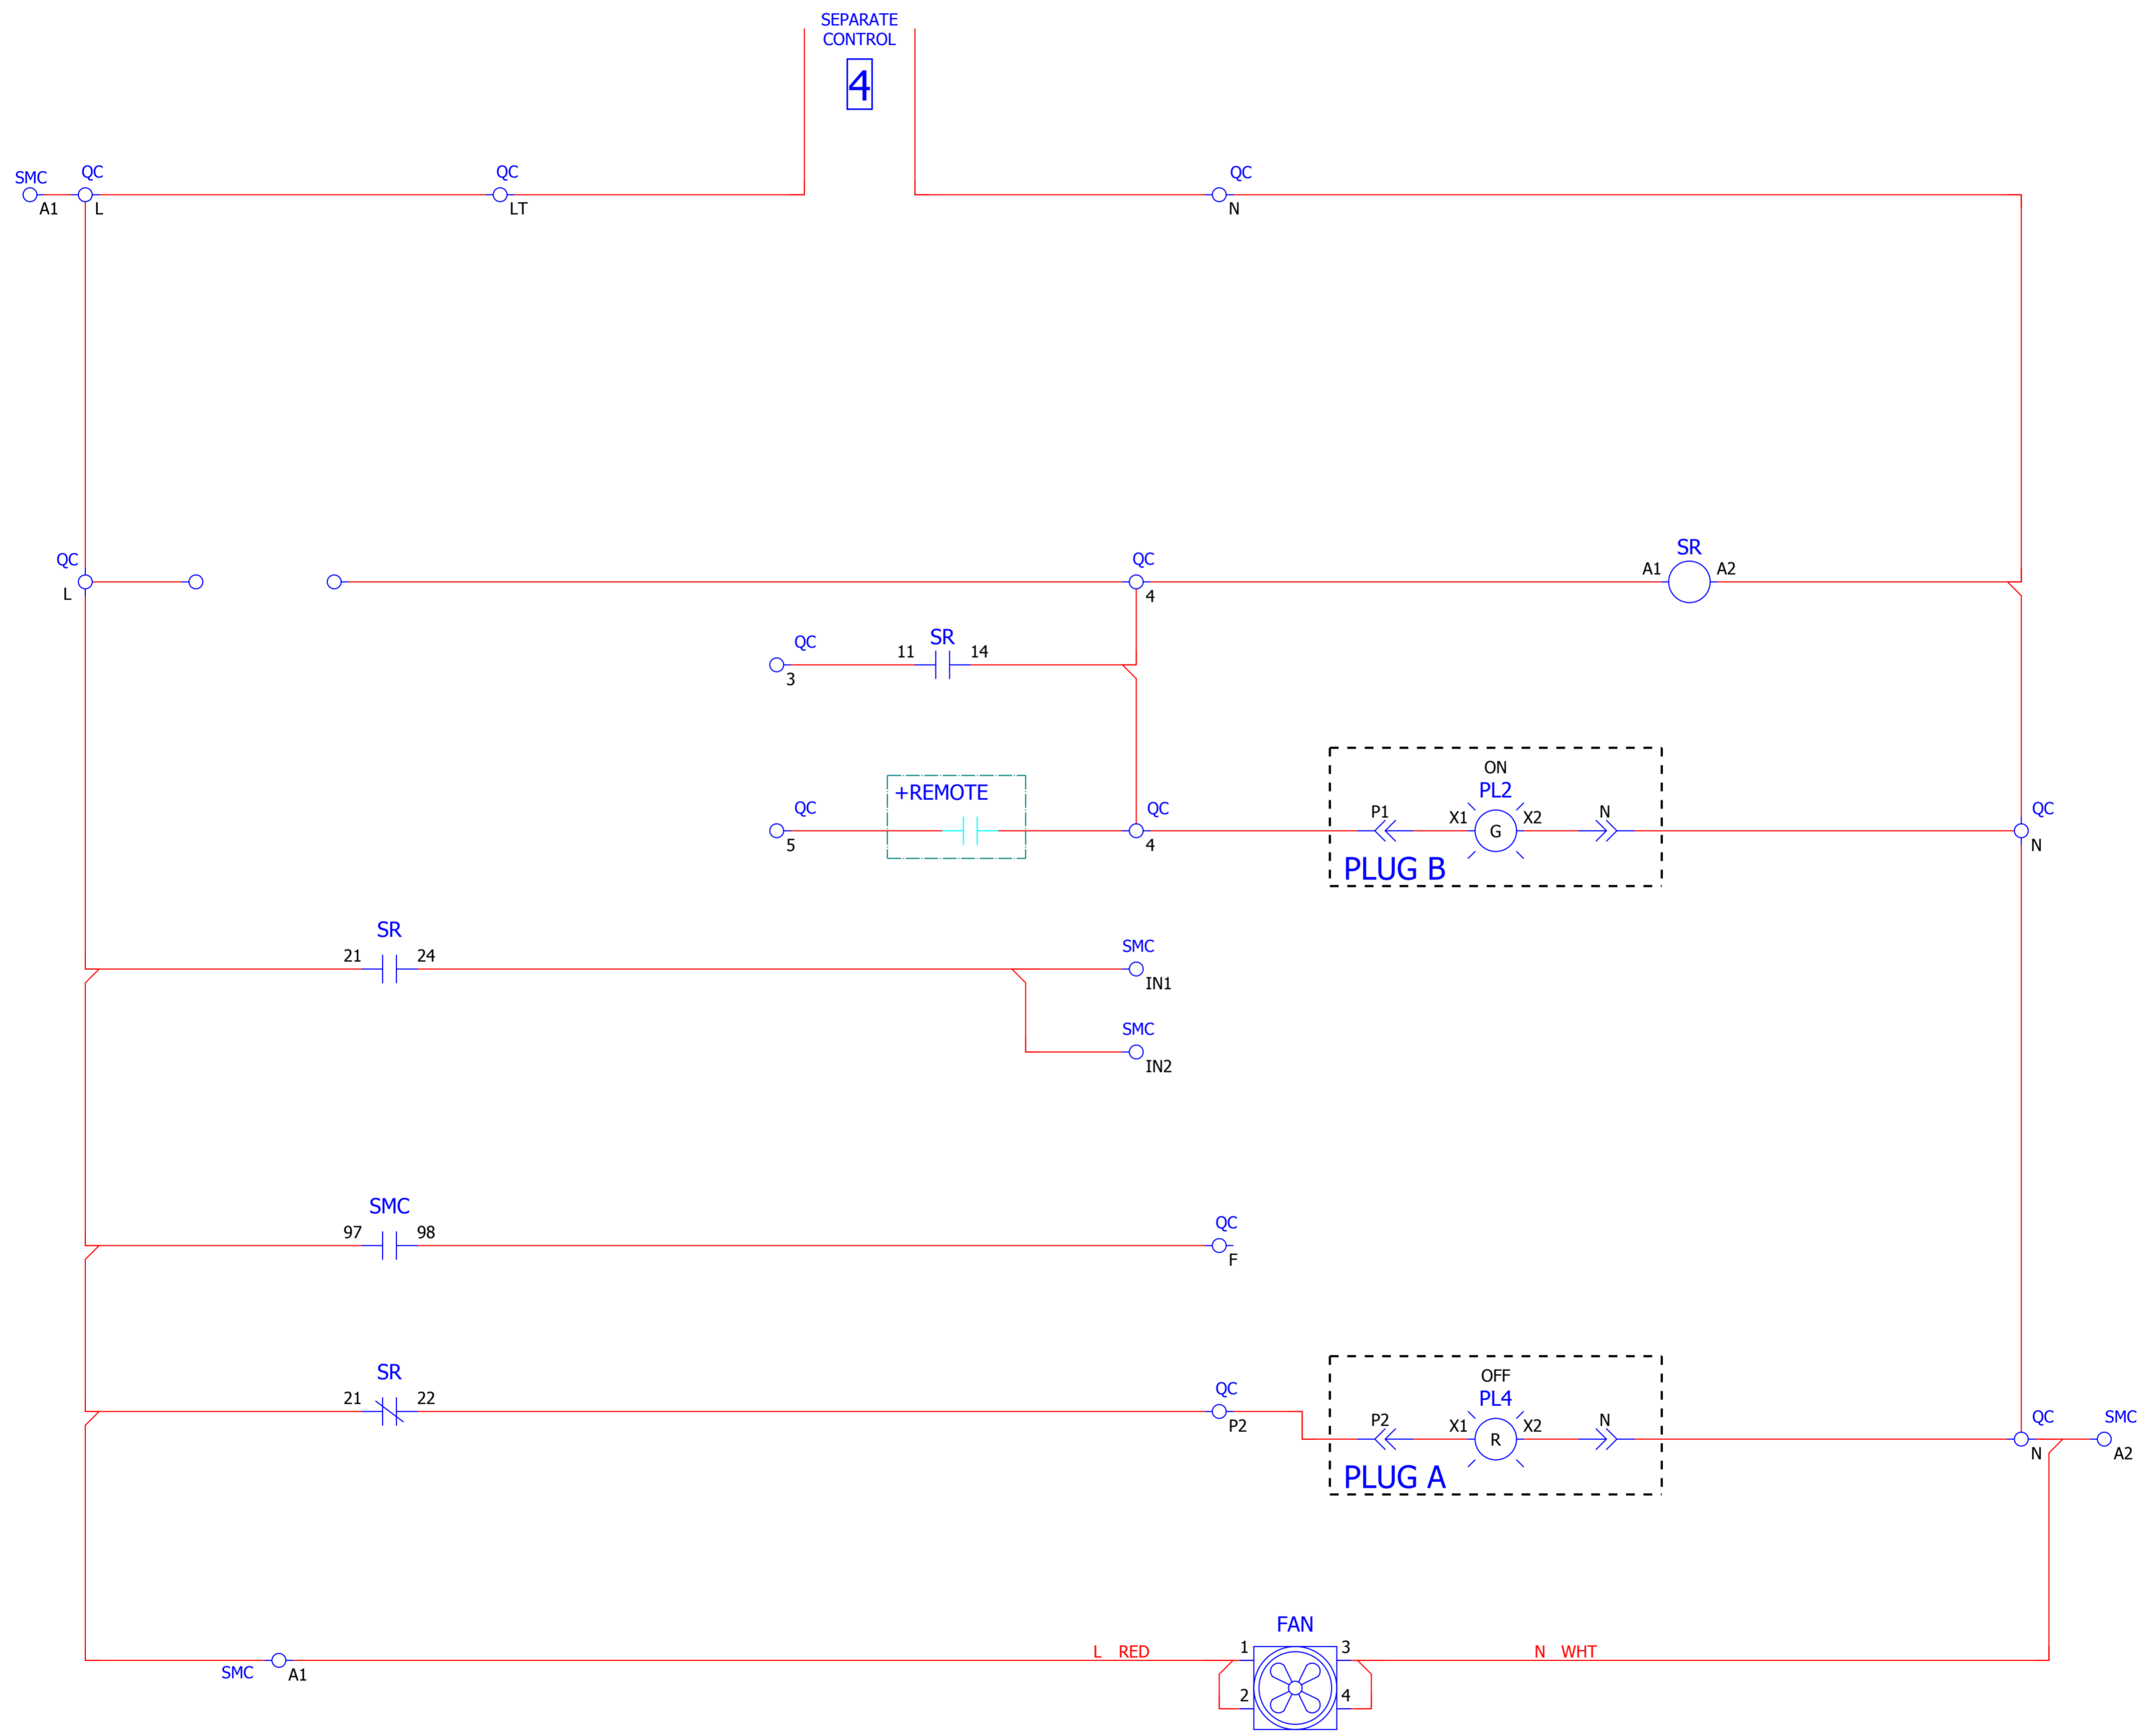 SEPARATE
CONTROL
4
SMC
A1
QC
L
QC
LT
QC
N
QC
L
QC
4
SR
A1
A2
QC
3
SR
11
14
QC
5
+REMOTE
QC
4
ON
PL2
P1
X1
G
X2
N
PLUG B
QC
N
SR
21
24
SMC
IN1
SMC
IN2
SMC
97
98
QC
F
SR
21
22
QC
P2
OFF
PL4
P2
X1
R
X2
N
PLUG A
QC
N
SMC
A2
SMC
A1
L RED
FAN
1
3
2
4
N WHT